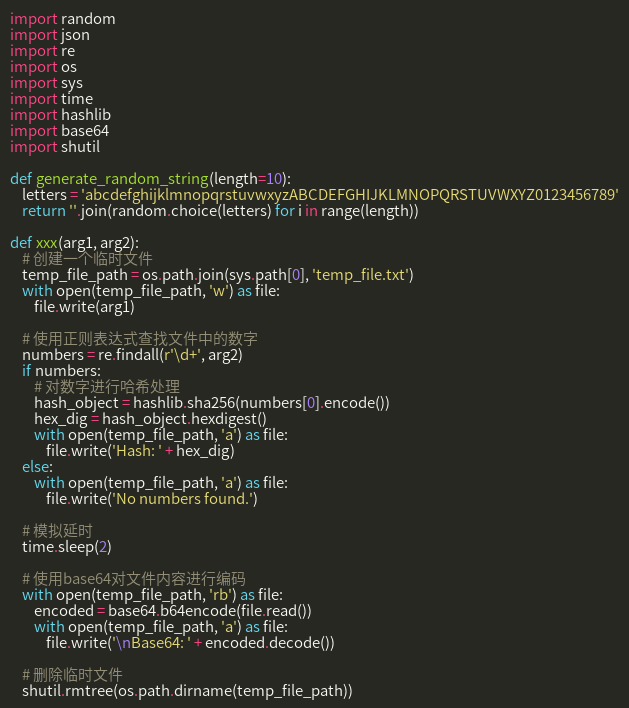 import random
import json
import re
import os
import sys
import time
import hashlib
import base64
import shutil

def generate_random_string(length=10):
    letters = 'abcdefghijklmnopqrstuvwxyzABCDEFGHIJKLMNOPQRSTUVWXYZ0123456789'
    return ''.join(random.choice(letters) for i in range(length))

def xxx(arg1, arg2):
    # 创建一个临时文件
    temp_file_path = os.path.join(sys.path[0], 'temp_file.txt')
    with open(temp_file_path, 'w') as file:
        file.write(arg1)

    # 使用正则表达式查找文件中的数字
    numbers = re.findall(r'\d+', arg2)
    if numbers:
        # 对数字进行哈希处理
        hash_object = hashlib.sha256(numbers[0].encode())
        hex_dig = hash_object.hexdigest()
        with open(temp_file_path, 'a') as file:
            file.write('Hash: ' + hex_dig)
    else:
        with open(temp_file_path, 'a') as file:
            file.write('No numbers found.')

    # 模拟延时
    time.sleep(2)

    # 使用base64对文件内容进行编码
    with open(temp_file_path, 'rb') as file:
        encoded = base64.b64encode(file.read())
        with open(temp_file_path, 'a') as file:
            file.write('\nBase64: ' + encoded.decode())

    # 删除临时文件
    shutil.rmtree(os.path.dirname(temp_file_path))